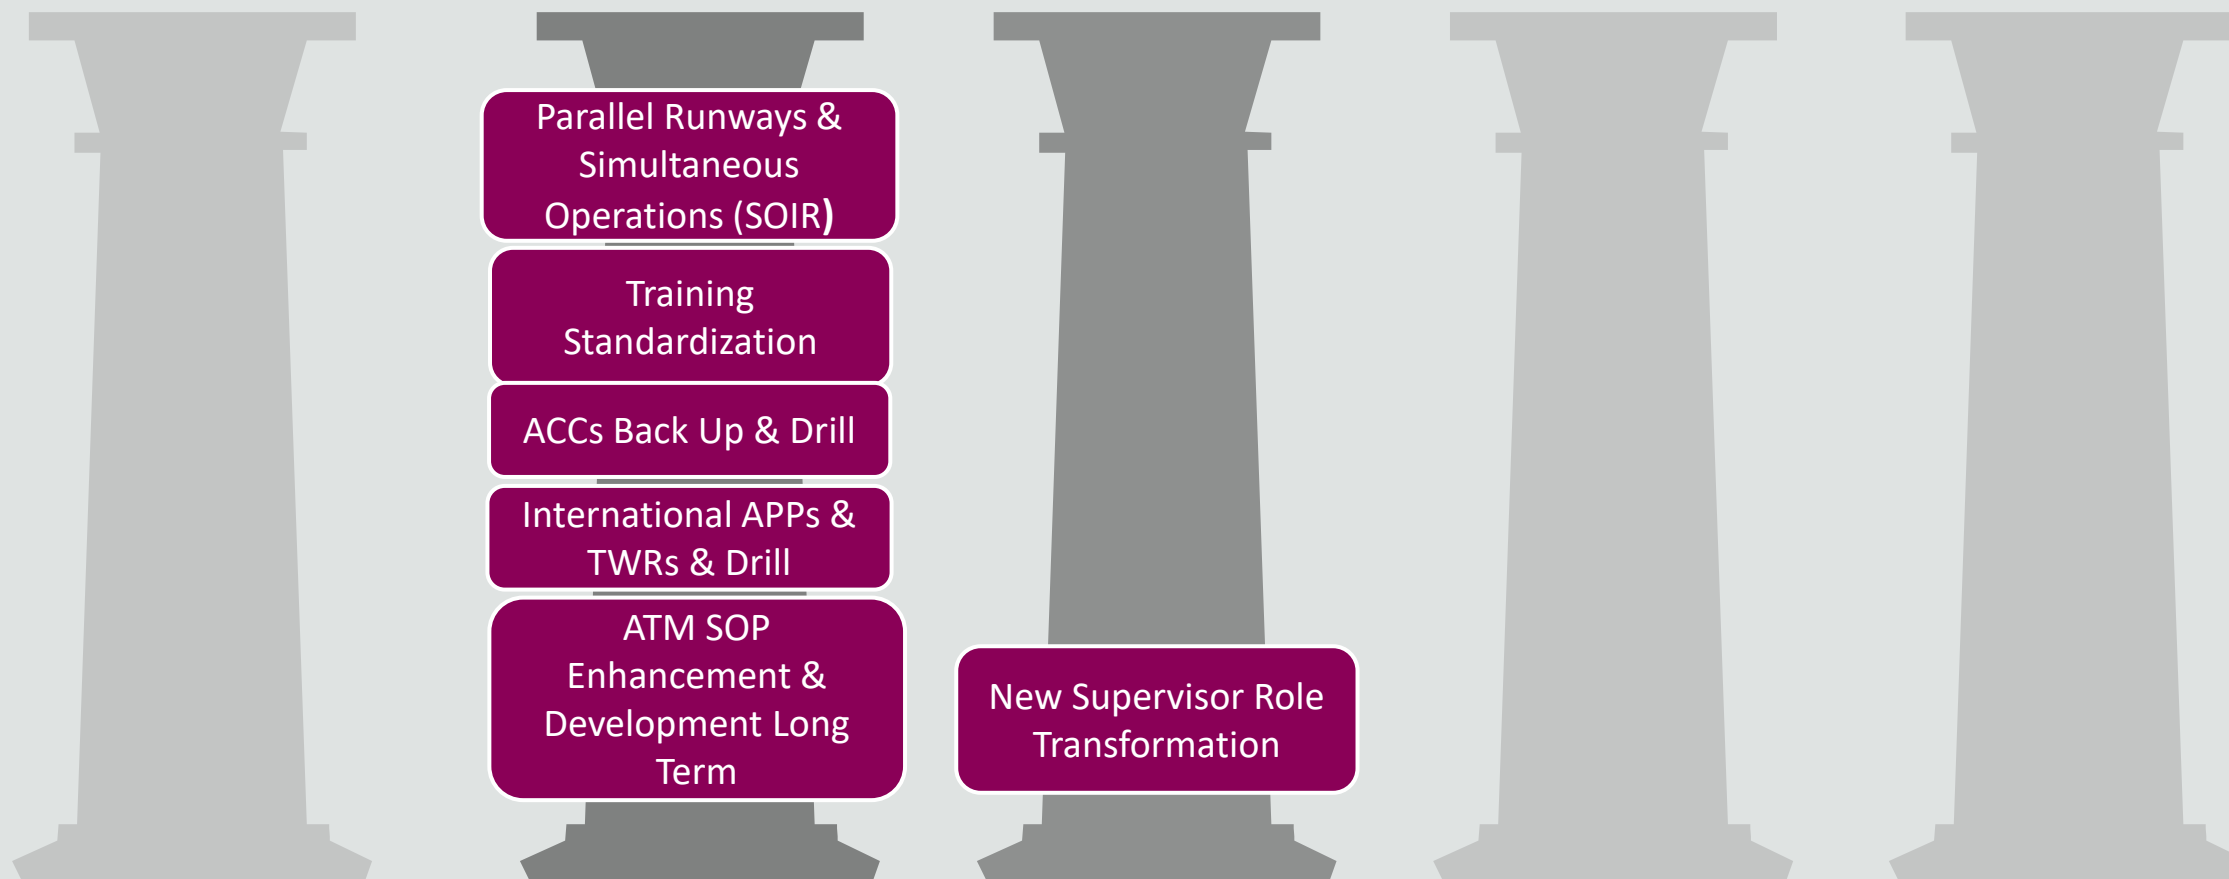 Parallel Runways &
Simultaneous
Operations (SOIR)
Training
Standardization
ACCs Back Up & Drill
International APPs &
TWRs & Drill
ATM SOP
Enhancement &
Development Long
Term
New Supervisor Role
Transformation